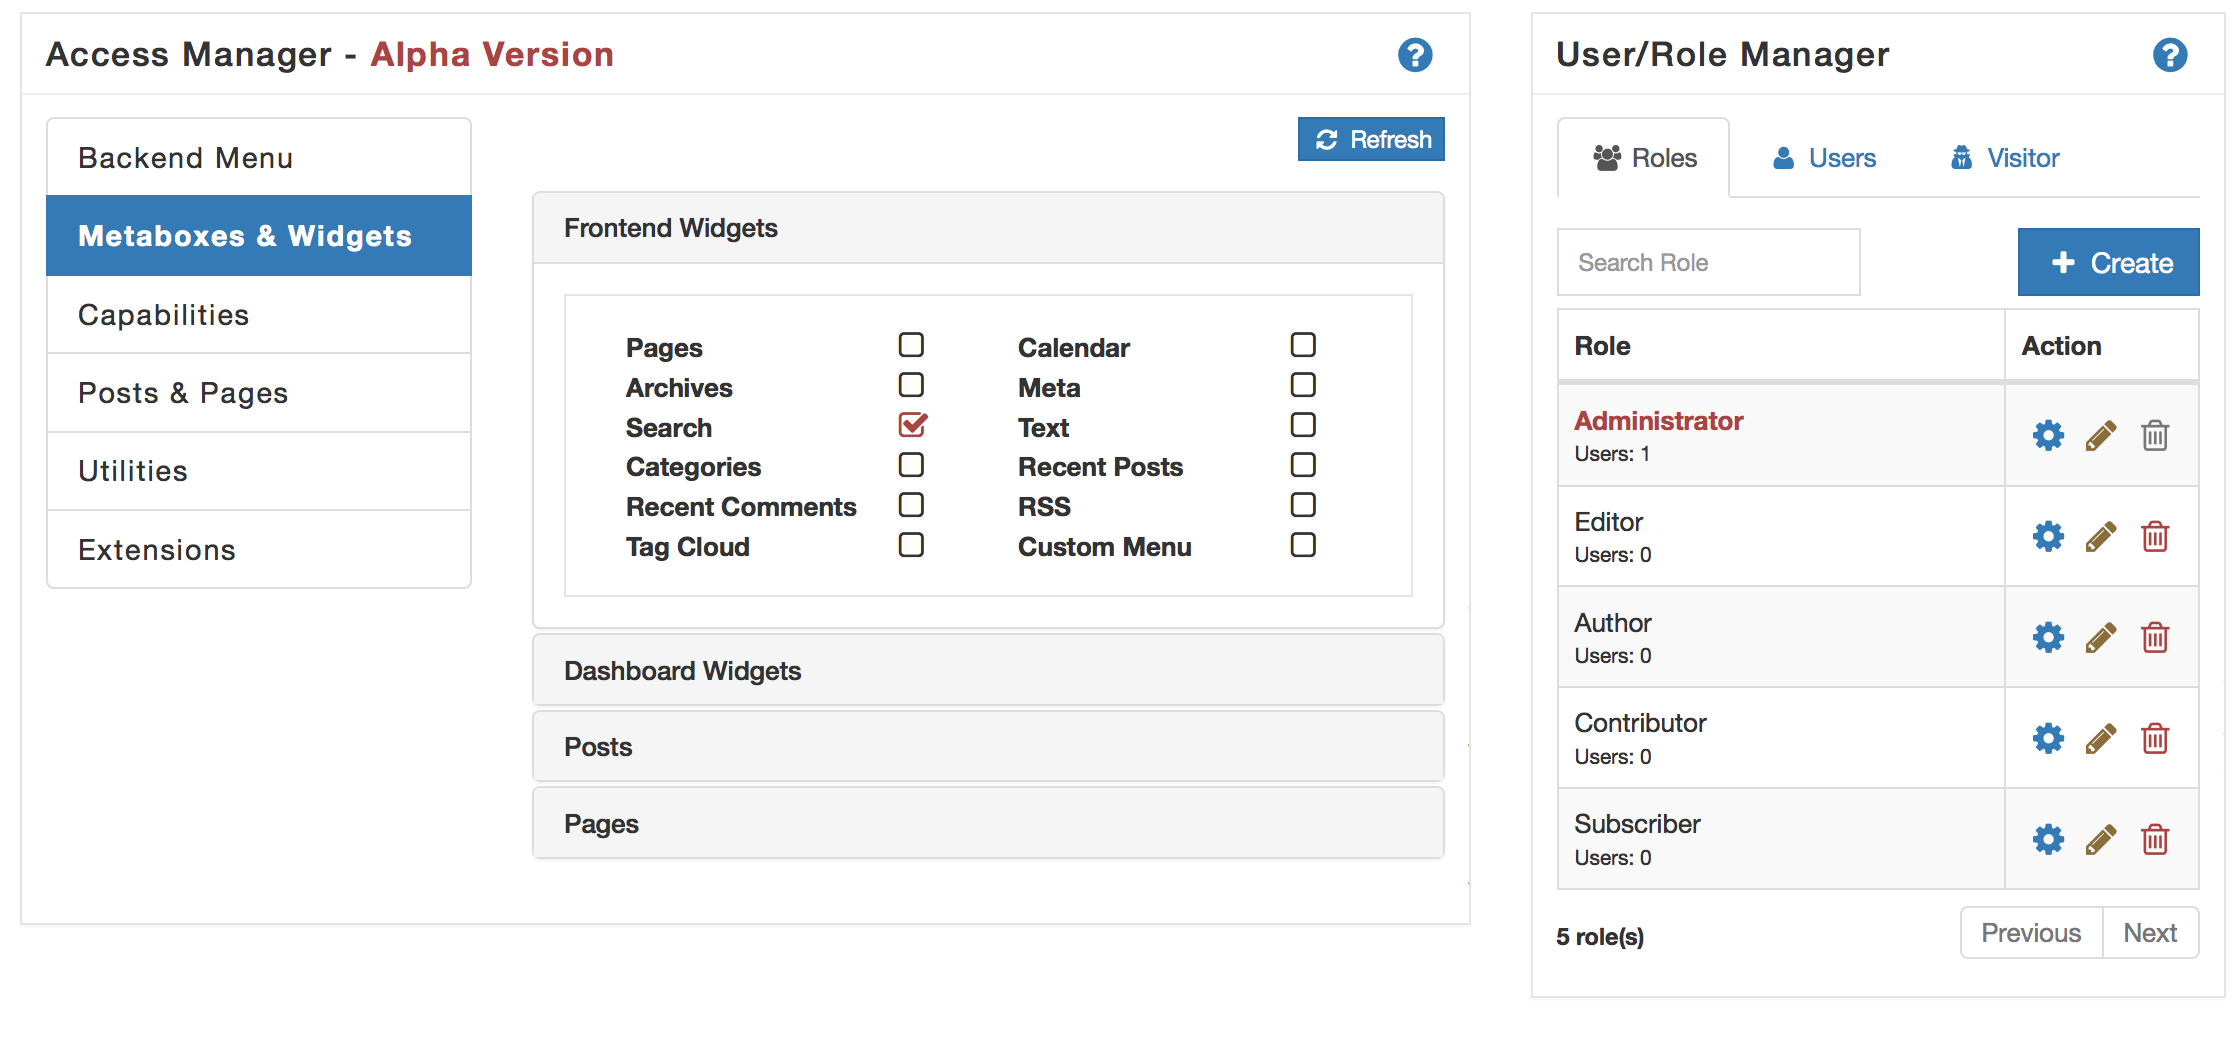 Access Manager - Alpha Version
Backend Menu
Metaboxes & Widgets
Capabilities
Posts & Pages
Utilities
Extensions
Refresh
Frontend Widgets
Pages
Calendar
Archives
Meta
Search
Text
Categories
Recent Posts
Recent Comments
RSS
Tag Cloud
Custom Menu
Dashboard Widgets
Posts
Pages
User/Role Manager
Roles
Users
Visitor
Search Role
Create
Role
Action
Administrator
Users: 1
Editor
Users: 0
Author
Users: 0
Contributor
Users: 0
Subscriber
Users: 0
5 role(s)
Previous
Next